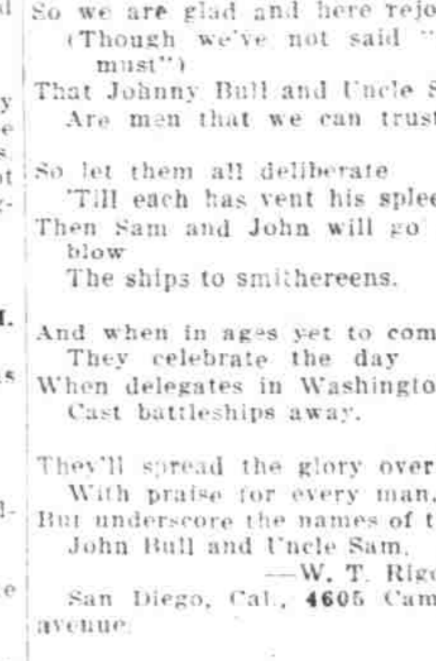 So we are glad and here rejo
(Though we've not said "
must")
That Johnny Bull and Uncle S
Are men that we can trust
So let them all deliberate
'Till each has vent his splee
Then Sam and John will go
blow
The ships to smithereens.
And when in ages yet to com
They celebrate the day
When delegates in Washingto
Cast battleships away.
They'll spread the glory over
With praise for every man,
But underscore the names of t
John Bull and Uncle Sam.
—W. T. Rig
San Diego, Cal., 4605 Cam
avenue.